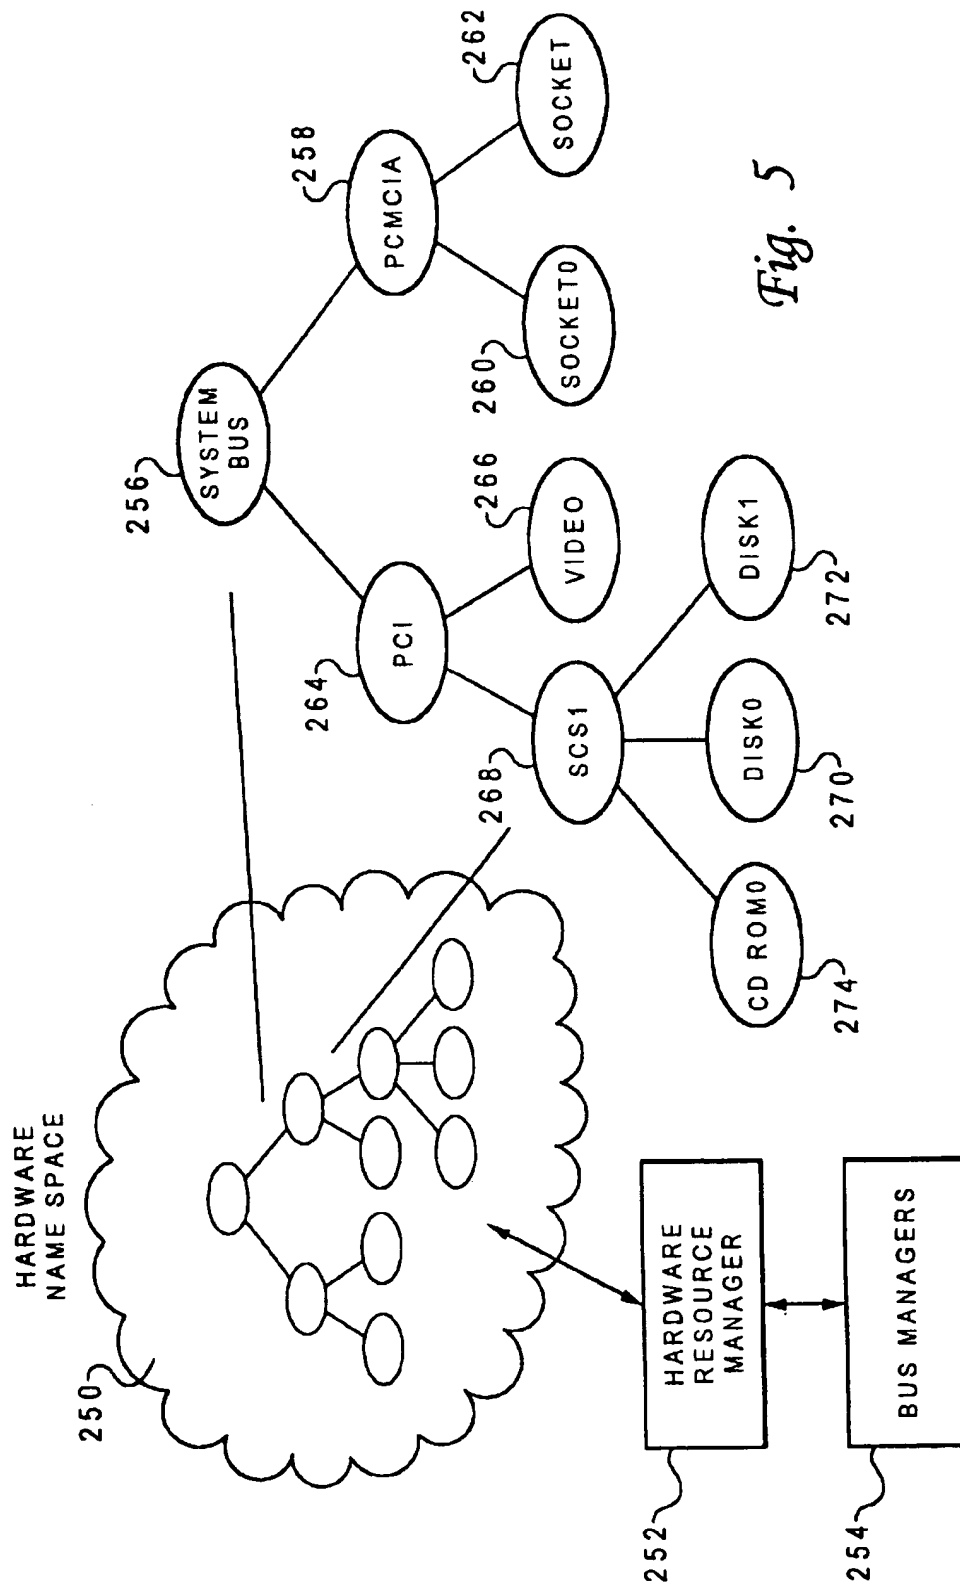 HARDWARE
NAME SPACE
250
252
HARDWARE
RESOURCE
MANAGER
254
BUS MANAGERS
256
SYSTEM
BUS
264
PCI
258
PCMCIA
268
SCS1
266
VIDEO
260
SOCKET0
262
SOCKET
274
CD ROM0
270
DISK0
272
DISK1
Fig. 5